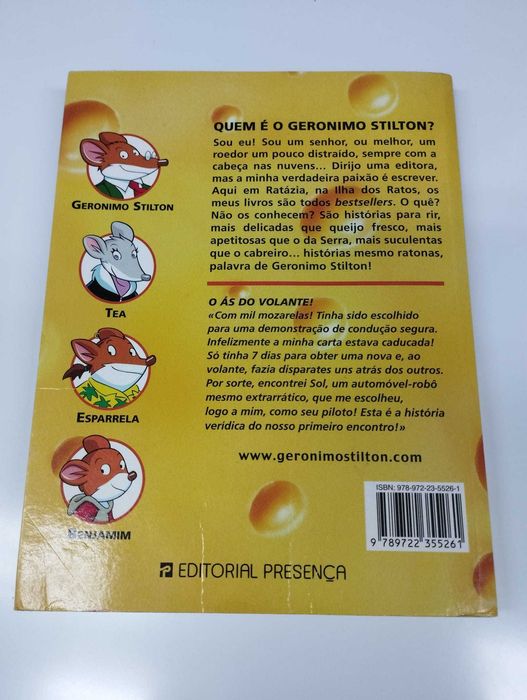 QUEM É O GERONIMO STILTON?
Sou eu! Sou um senhor, ou melhor, um
roedor um pouco distraído, sempre com a
cabeça nas nuvens... Dirijo uma editora,
mas a minha verdadeira paixão é escrever.
Aqui em Ratázia, na Ilha dos Ratos, os
meus livros são todos bestsellers. O quê?
Não os conhecem? São histórias para rir,
mais delicadas que queijo fresco, mais
apetitosas que o da Serra, mais suculentas
que o cabreiro... histórias mesmo ratonas,
palavra de Geronimo Stilton!
GERONIMO STILTON
TEA
ESPARRELA
BENJAMIM
O ÁS DO VOLANTE!
«Com mil mozarelas! Tinha sido escolhido
para uma demonstração de condução segura.
Infelizmente a minha carta estava caducada!
Só tinha 7 dias para obter uma nova e, ao
volante, fazia disparates uns atrás dos outros.
Por sorte, encontrei Sol, um automóvel-robô
mesmo extrarrático, que me escolheu,
logo a mim, como seu piloto! Esta é a história
verídica do nosso primeiro encontro!»
www.geronimostilton.com
ISBN: 978-972-23-5526-1
9 789722 355261
EDITORIAL PRESENÇA